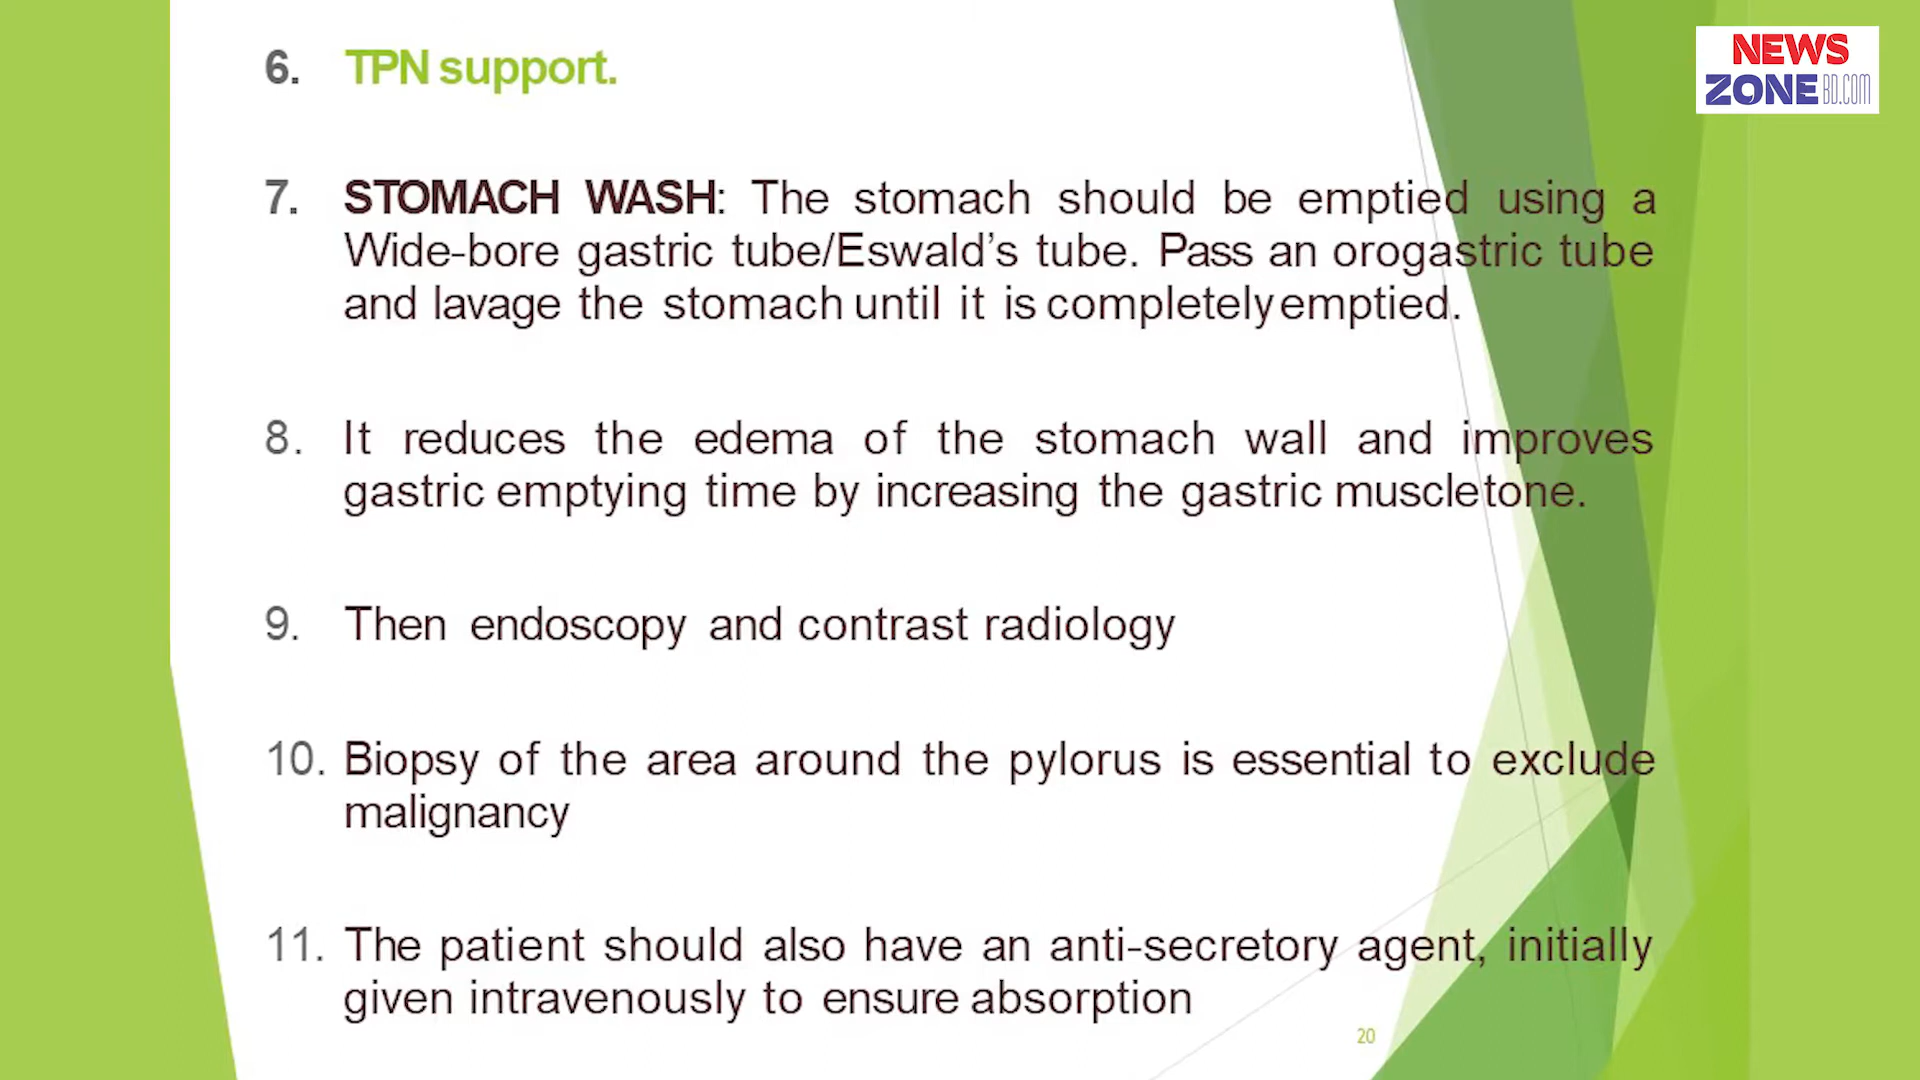 NEWS
ZONE BD.COM
6. TPN support.
7. STOMACH WASH: The stomach should be emptied using a
Wide-bore gastric tube/Eswald’s tube. Pass an orogastric tube
and lavage the stomach until it is completely emptied.
8. It reduces the edema of the stomach wall and improves
gastric emptying time by increasing the gastric muscle tone.
9. Then endoscopy and contrast radiology
10. Biopsy of the area around the pylorus is essential to exclude
malignancy
11. The patient should also have an anti-secretory agent, initially
given intravenously to ensure absorption
20